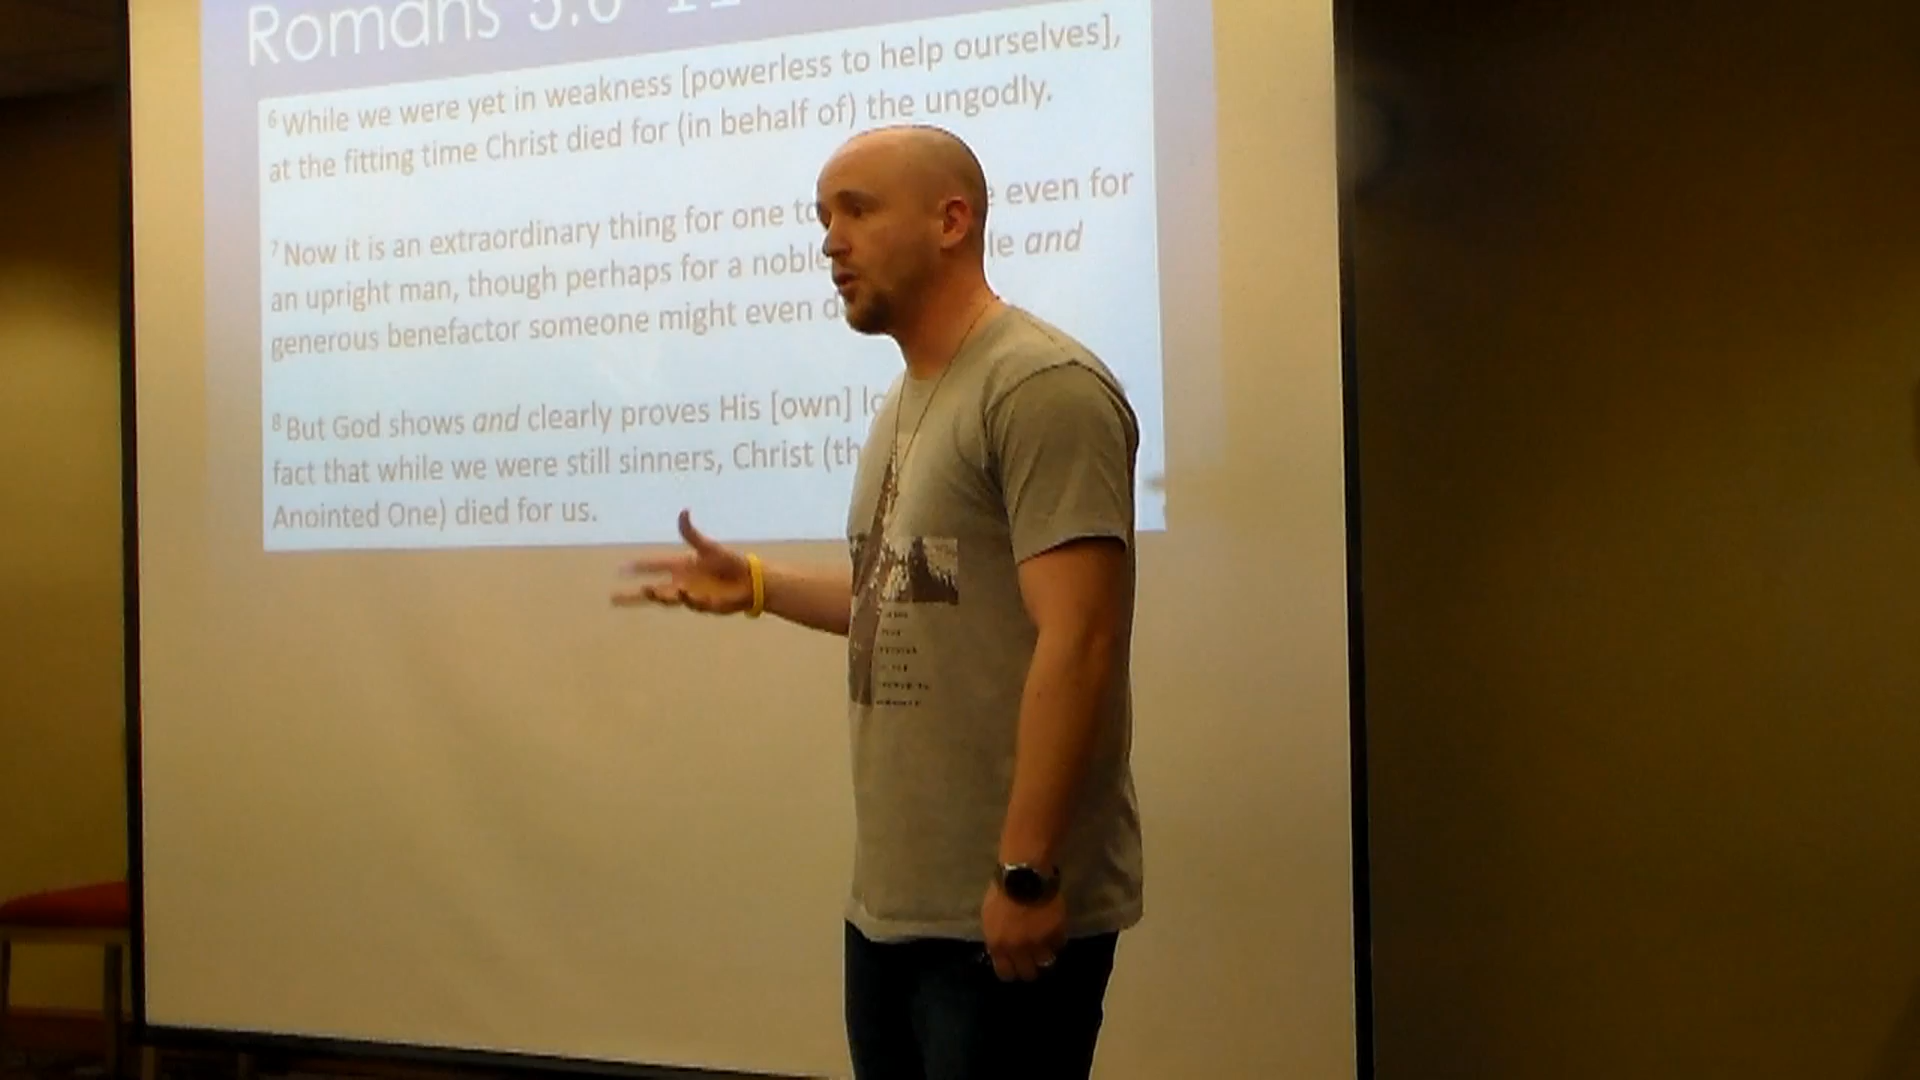 Romans 5:6-11
6 While we were yet in weakness [powerless to help ourselves],
at the fitting time Christ died for (in behalf of) the ungodly.
7 Now it is an extraordinary thing for one even for
an upright man, though perhaps for a noble and
generous benefactor someone might even
8 But God shows and clearly proves His [own]
fact that while we were still sinners, Christ
Anointed One) died for us.